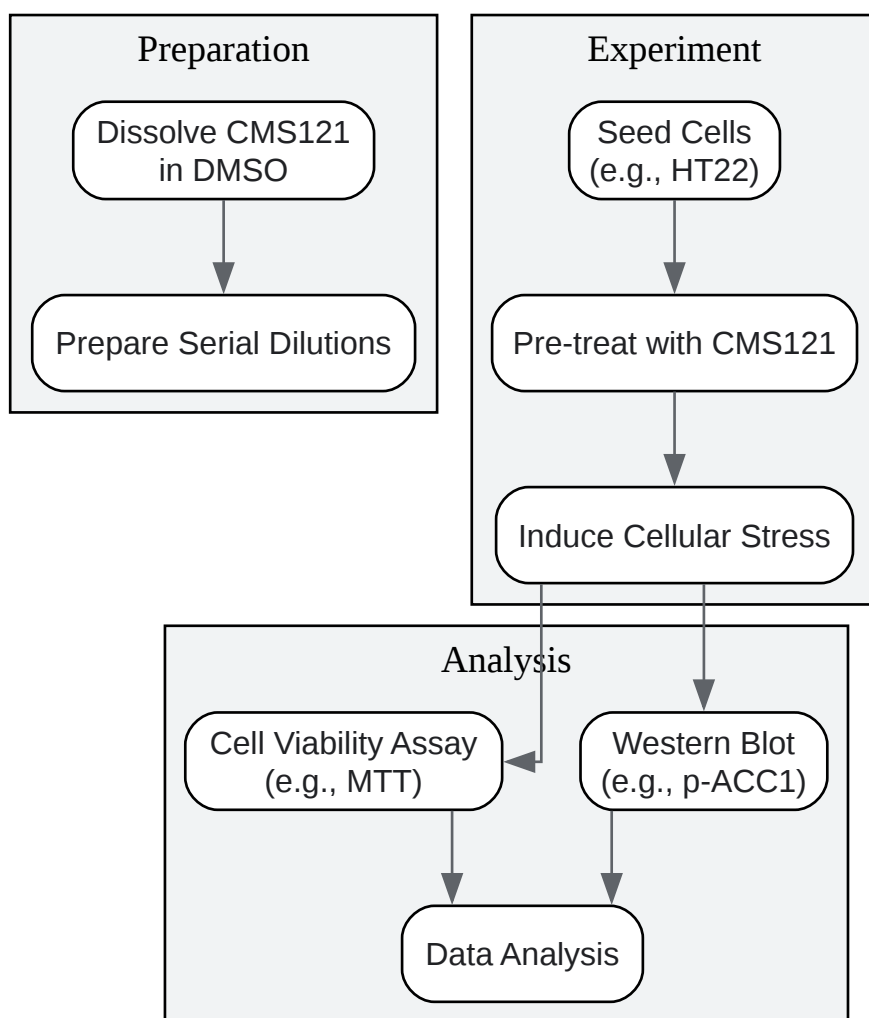 Preparation
Dissolve CMS121
in DMSO
Prepare Serial Dilutions
Experiment
Seed Cells
(e.g., HT22)
Pre-treat with CMS121
Induce Cellular Stress
Analysis
Cell Viability Assay
(e.g., MTT)
Western Blot
(e.g., p-ACC1)
Data Analysis